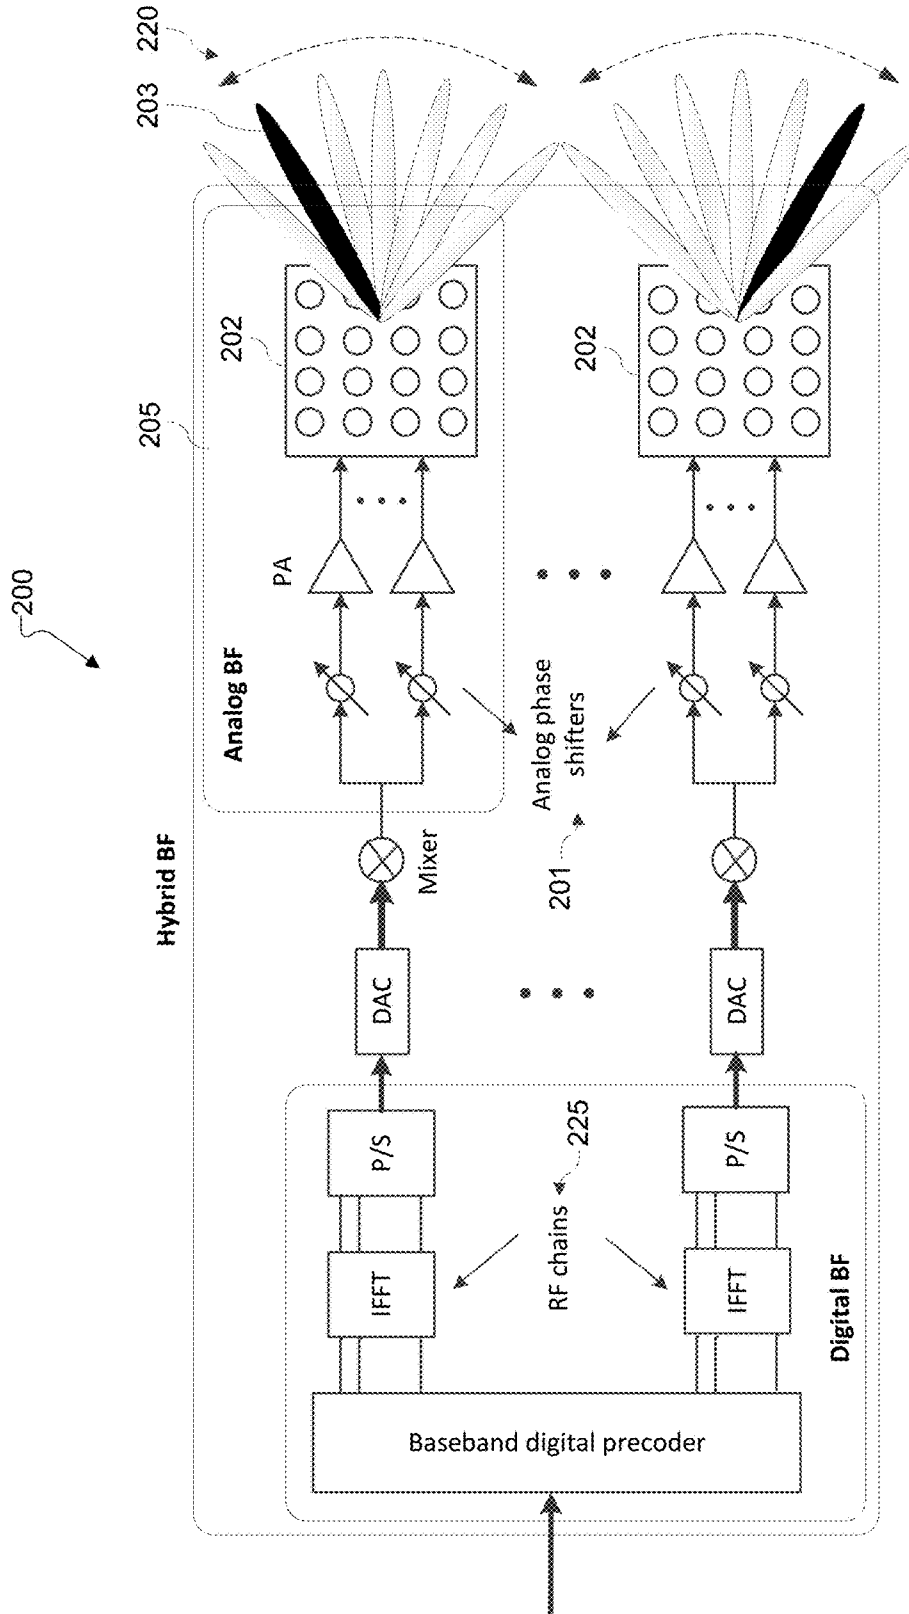 200
220
203
205
202
202
PA
Analog BF
Hybrid BF
Analog phase
shifters
201
Mixer
DAC
DAC
P/S
P/S
RF chains
225
IFFT
IFFT
Digital BF
Baseband digital precoder